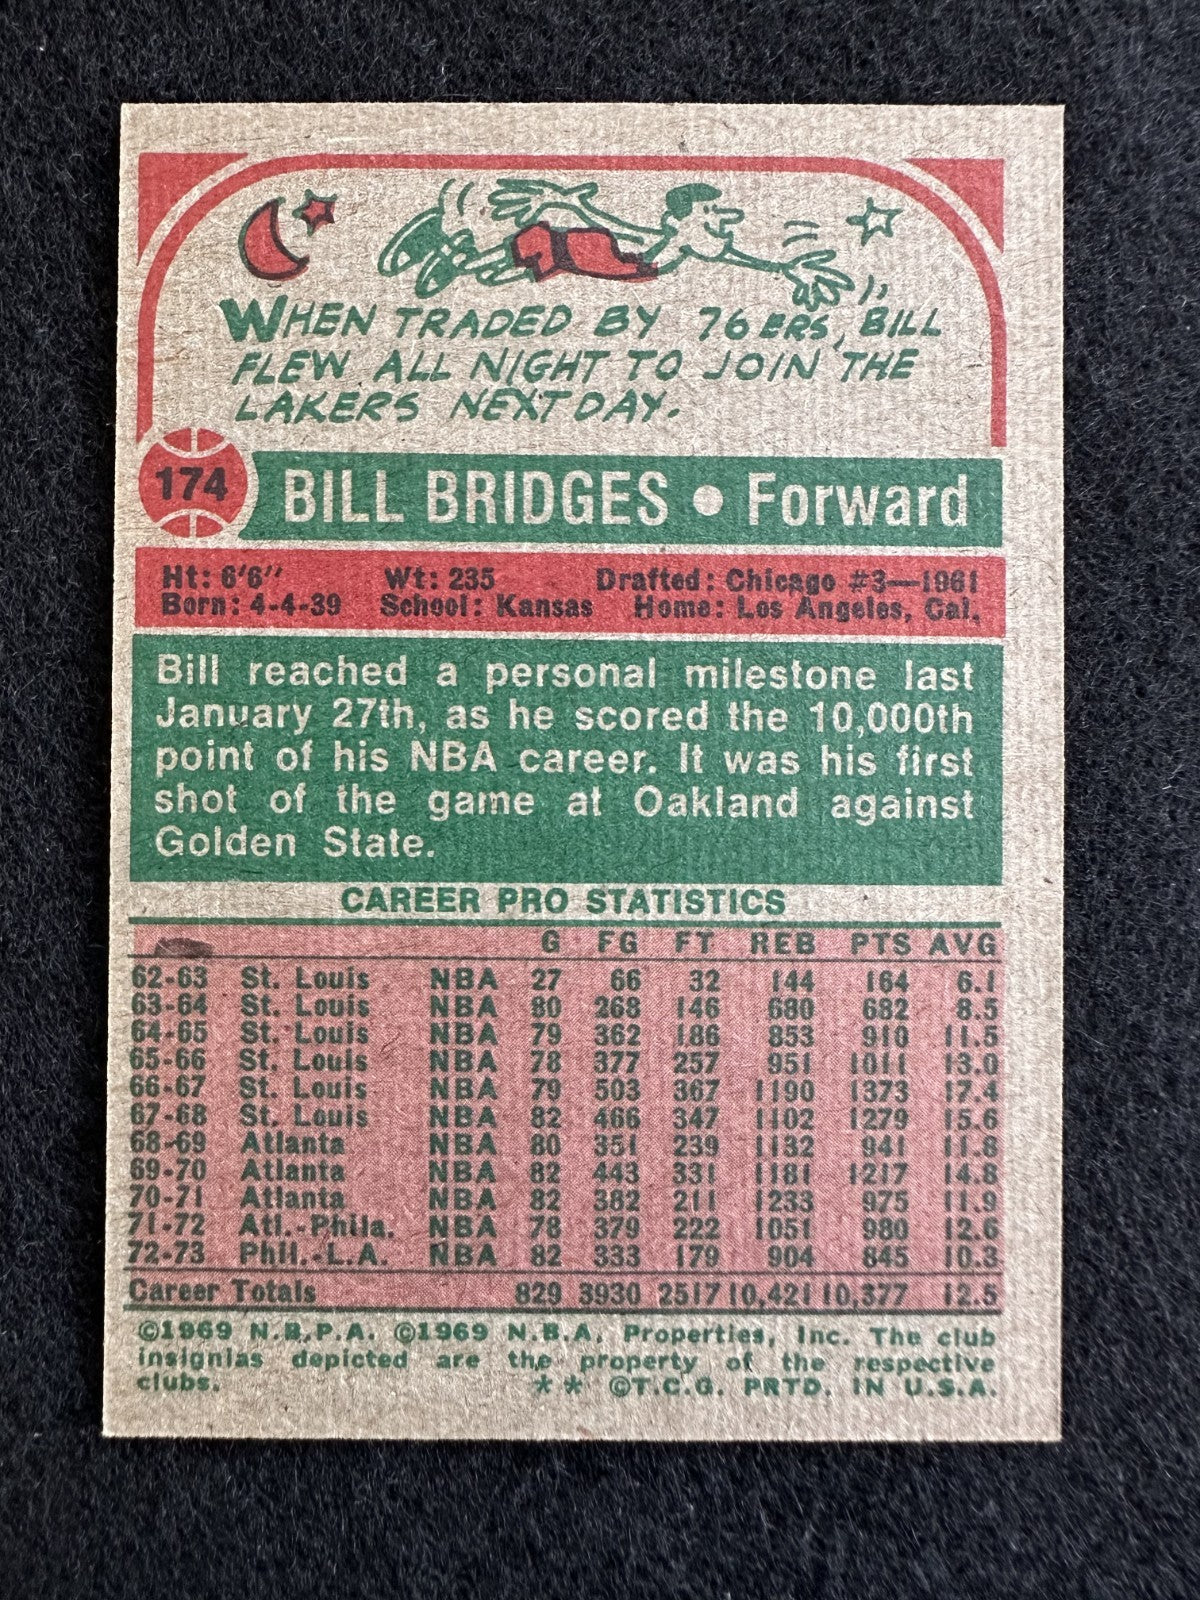 WHEN TRADED BY 76ERS, BILL
FLEW ALL NIGHT TO JOIN THE
LAKERS NEXT DAY.
174 BILL BRIDGES • Forward
Ht: 6'6" Wt: 235 Drafted: Chicago #3—1961
Born: 4-4-39 School: Kansas Home: Los Angeles, Cal.
Bill reached a personal milestone last
January 27th, as he scored the 10,000th
point of his NBA career. It was his first
shot of the game at Oakland against
Golden State.
CAREER PRO STATISTICS
G FG FT REB PTS AVG
62-63 St. Louis NBA 27 66 32 144 164 6.1
63-64 St. Louis NBA 80 268 146 680 682 8.5
64-65 St. Louis NBA 79 362 186 853 910 11.5
65-66 St. Louis NBA 78 377 257 951 1011 13.0
66-67 St. Louis NBA 79 503 367 1190 1373 17.4
67-68 St. Louis NBA 82 466 347 1102 1279 15.6
68-69 Atlanta NBA 80 351 239 1132 941 11.8
69-70 Atlanta NBA 82 443 331 1181 1217 14.8
70-71 Atlanta NBA 82 382 211 1233 975 11.9
71-72 Atl.-Phila. NBA 78 379 222 1051 980 12.6
72-73 Phil.-L.A. NBA 82 333 179 904 845 10.3
Career Totals 829 3930 2517 10,421 10,377 12.5
©1969 N.B.P.A. ©1969 N.B.A. Properties, Inc. The club
insignias depicted are the property of the respective
clubs. ** ©T.C.G. PRTD. IN U.S.A.